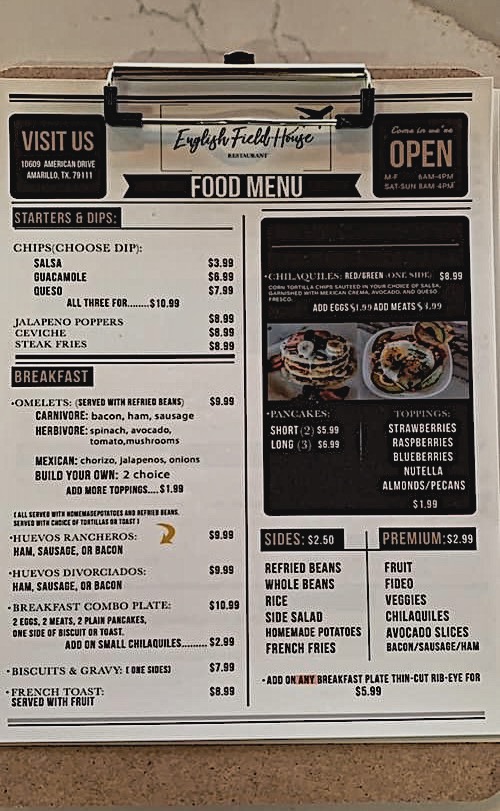 VISIT US
10609 AMERICAN DRIVE
AMARILLO, TX. 79111
English Field House
RESTAURANT
FOOD MENU
Come in we're
OPEN
M-F 6AM-4PM
SAT-SUN 8AM-4PM
STARTERS & DIPS:
CHIPS(CHOOSE DIP):
SALSA $3.99
GUACAMOLE $6.99
QUESO $7.99
ALL THREE FOR........$10.99
JALAPENO POPPERS $8.99
CEVICHE $8.99
STEAK FRIES $8.99
BREAKFAST
•OMELETS: (SERVED WITH REFRIED BEANS) $9.99
CARNIVORE: bacon, ham, sausage
HERBIVORE: spinach, avocado,
tomato,mushrooms
MEXICAN: chorizo, jalapenos, onions
BUILD YOUR OWN: 2 choice
ADD MORE TOPPINGS....$1.99
( ALL SERVED WITH HOMEMASEPOTATOES AND REFRIED BEANS,
SERVED WITH CHOICE OF TORTILLAS OR TOAST )
•HUEVOS RANCHEROS: $9.99
HAM, SAUSAGE, OR BACON
•HUEVOS DIVORCIADOS: $9.99
HAM, SAUSAGE, OR BACON
•BREAKFAST COMBO PLATE: $10.99
2 EGGS, 2 MEATS, 2 PLAIN PANCAKES,
ONE SIDE OF BISCUIT OR TOAST.
ADD ON SMALL CHILAQUILES......... $2.99
•BISCUITS & GRAVY: ( ONE SIDES) $7.99
•FRENCH TOAST: $8.99
SERVED WITH FRUIT
•CHILAQUILES: RED/GREEN (ONE SIDE) $8.99
CORN TORTILLA CHIPS SAUTEED IN YOUR CHOICE OF SALSA,
GARNISHED WITH MEXICAN CREMA, AVOCADO, AND QUESO
FRESCO.
ADD EGGS $1.99 ADD MEATS
•PANCAKES:
SHORT (2) $5.99
LONG (3) $6.99
TOPPINGS:
STRAWBERRIES
RASPBERRIES
BLUEBERRIES
NUTELLA
ALMONDS/PECANS
$1.99
SIDES: $2.50
REFRIED BEANS
WHOLE BEANS
RICE
SIDE SALAD
HOMEMADE POTATOES
FRENCH FRIES
PREMIUM:$2.99
FRUIT
FIDEO
VEGGIES
CHILAQUILES
AVOCADO SLICES
BACON/SAUSAGE/HAM
•ADD ON ANY BREAKFAST PLATE THIN-CUT RIB-EYE FOR
$5.99